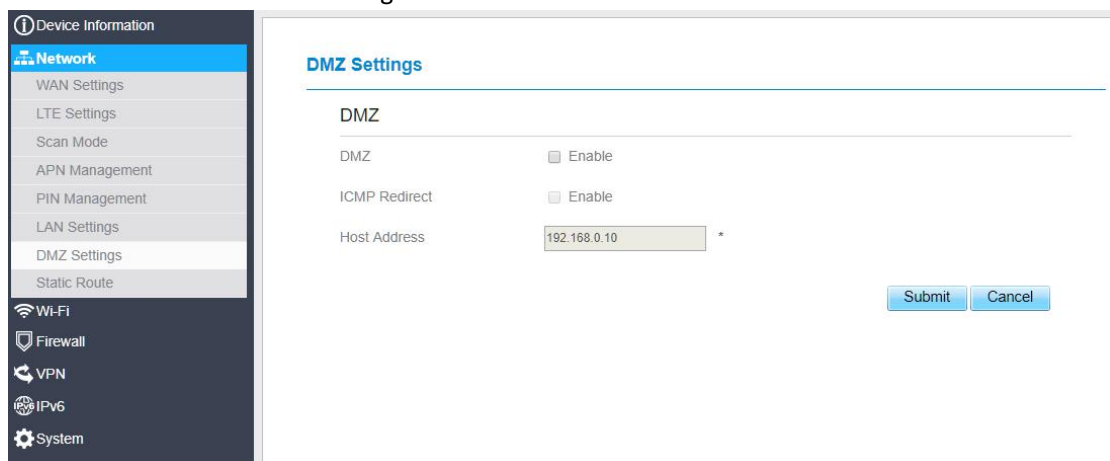 Device Information
Network
WAN Settings
LTE Settings
Scan Mode
APN Management
PIN Management
LAN Settings
DMZ Settings
Static Route
Wi-Fi
Firewall
VPN
IPv6
System
DMZ Settings
DMZ
DMZ Enable
ICMP Redirect Enable
Host Address 192.168.0.10 *
Submit Cancel